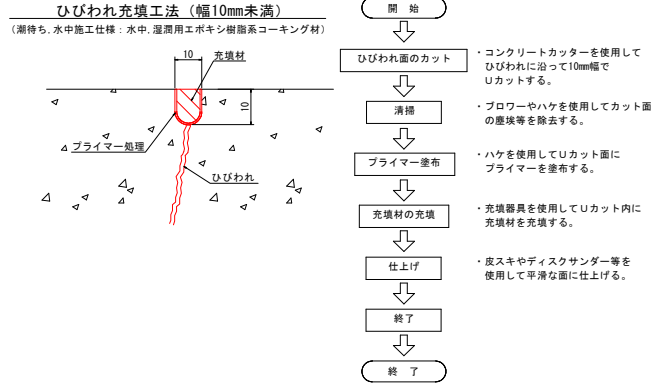 ひびわれ充填工法（幅10mm未満）
（潮待ち,水中施工仕様：水中,湿潤用エポキシ樹脂系コーキング材）
10
充填材
10
プライマー処理
ひびわれ
開 始
ひびわれ面のカット
・コンクリートカッターを使用して
ひびわれに沿って10mm幅で
Uカットする。
清掃
・ブロワーやハケを使用してカット面
の塵埃等を除去する。
プライマー塗布
・ハケを使用してUカット面に
プライマーを塗布する。
充填材の充填
・充填器具を使用してUカット内に
充填材を充填する。
仕上げ
・皮スキやディスクサンダー等を
使用して平滑な面に仕上げる。
終了
終 了